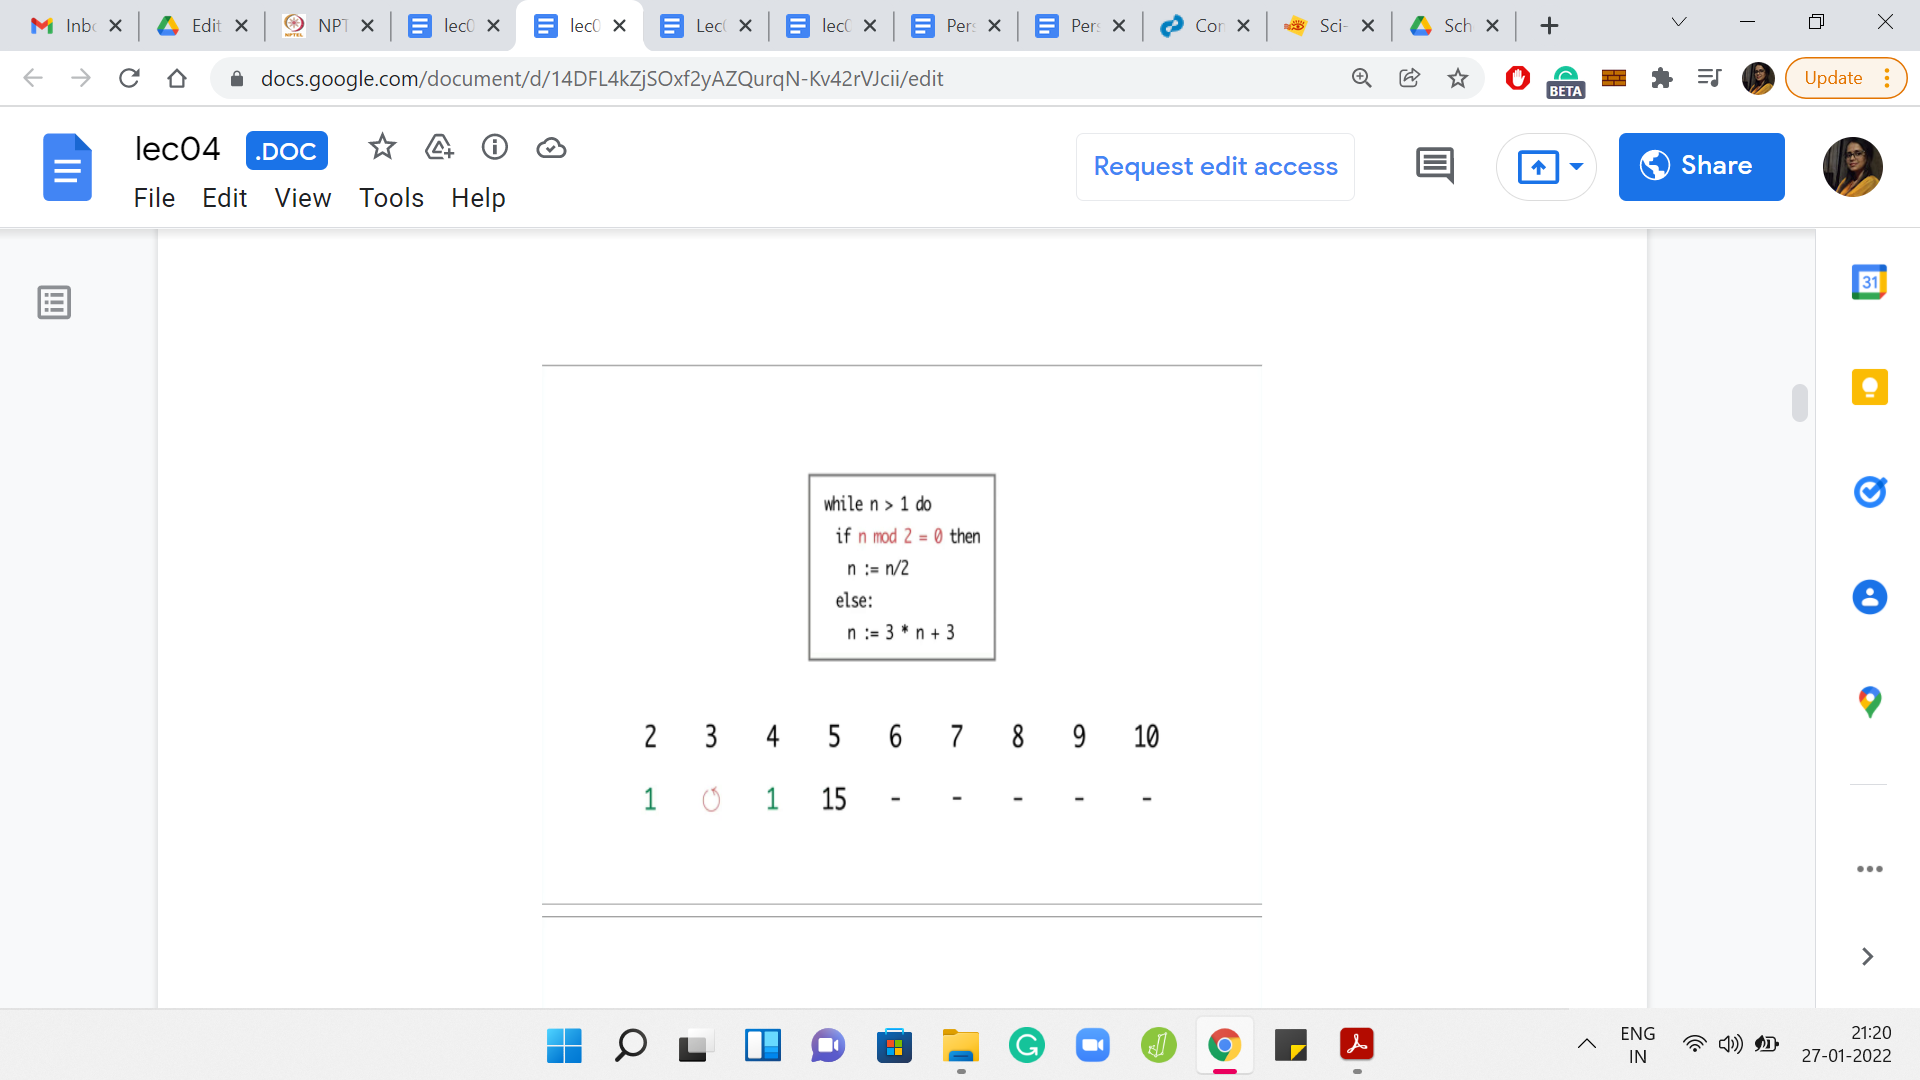 Inbc
Edit
NPT
lec0
lec0
Lec
lec0
Pers
Pers
Con
Sci-
Sch
docs.google.com/document/d/14DFL4kZjSOxf2yAZQurqN-Kv42rVJcii/edit
BETA
Update
lec04 .DOC
Request edit access
Share
File Edit View Tools Help
31
while n > 1 do
if n mod 2 = 0 then
n := n/2
else:
n := 3 * n + 3
2 3 4 5 6 7 8 9 10
1 1 15 - - - - -
ENG
IN
21:20
27-01-2022